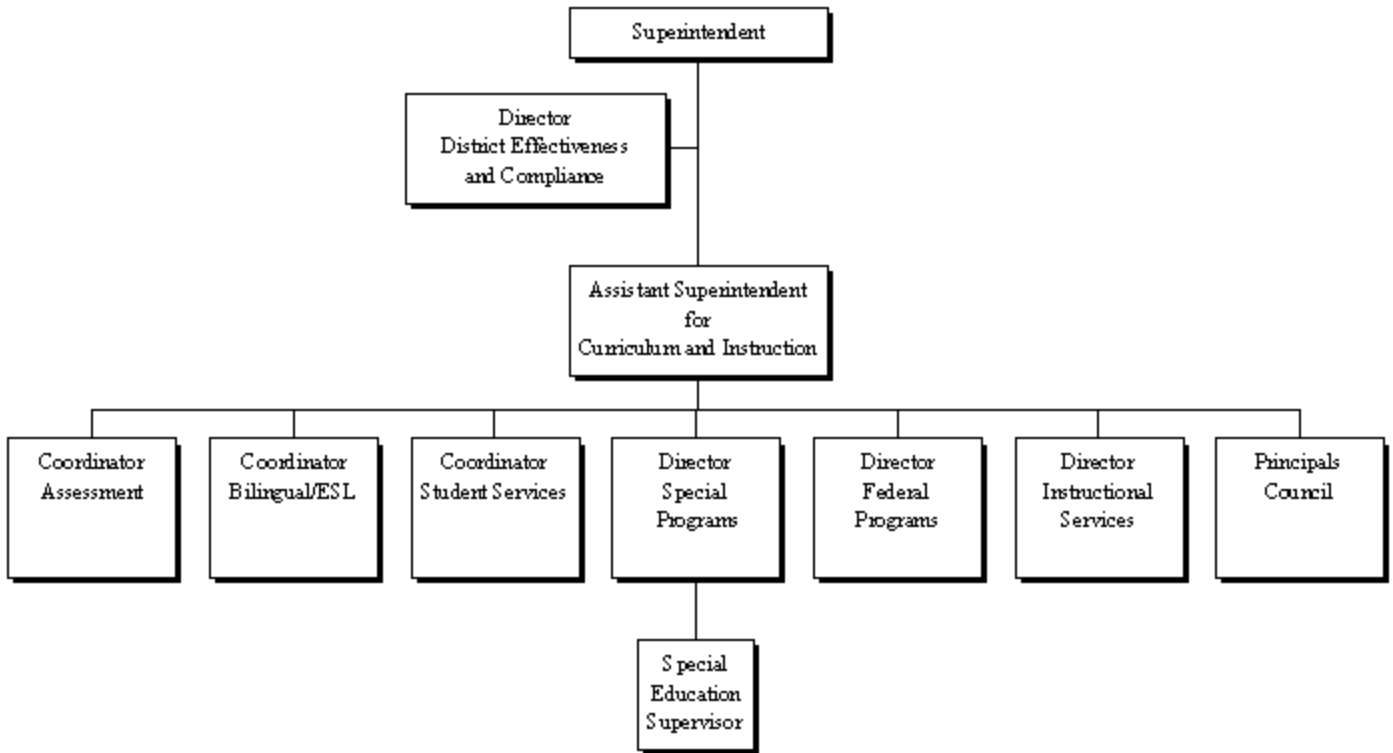 Superintendent
Director
District Effectiveness
and Compliance
Assistant Superintendent
for
Curriculum and Instruction
Coordinator
Assessment
Coordinator
Bilingual/ESL
Coordinator
Student Services
Director
Special
Programs
Director
Federal
Programs
Director
Instructional
Services
Principals
Council
Special
Education
Supervisor